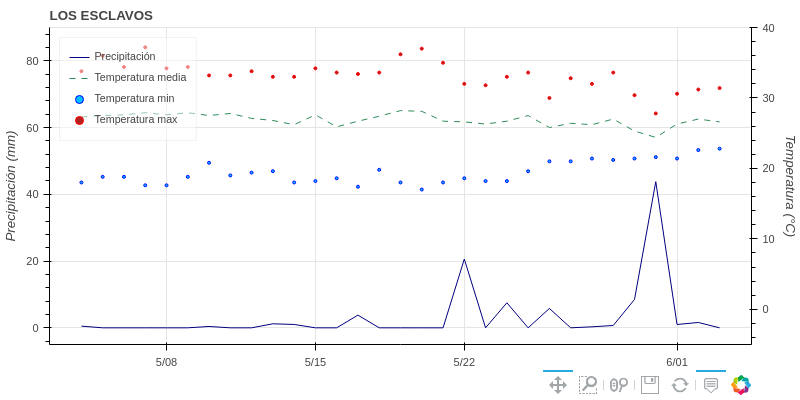 LOS ESCLAVOS
Precipitación
Temperatura media
Temperatura min
Temperatura max
Precipitación (mm)
80
60
40
20
0
Temperatura (°C)
40
30
20
10
0
5/08
5/15
5/22
6/01